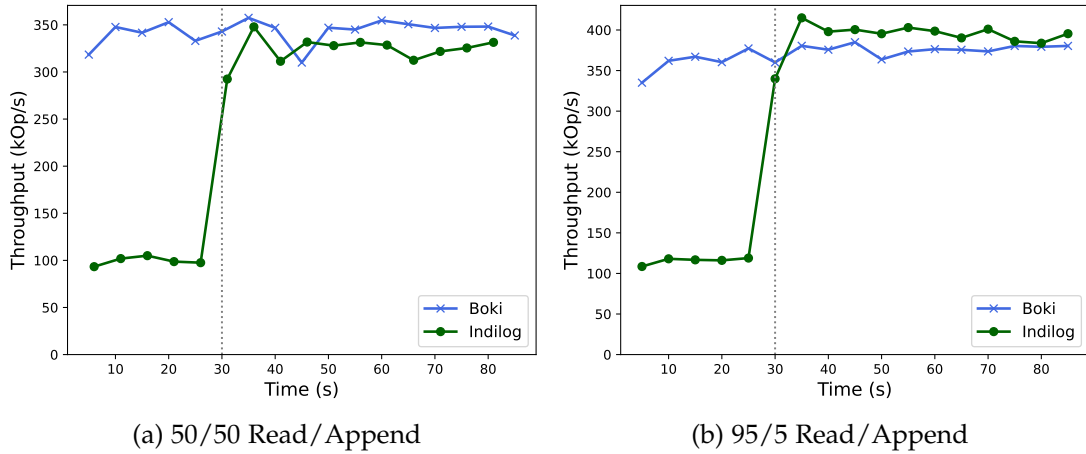 350
300
250
200
150
100
50
0
Throughput (kOp/s)
10 20 30 40 50 60 70 80
Time (s)
Boki
Indilog
(a) 50/50 Read/Append
400
350
300
250
200
150
100
50
0
Throughput (kOp/s)
10 20 30 40 50 60 70 80
Time (s)
Boki
Indilog
(b) 95/5 Read/Append